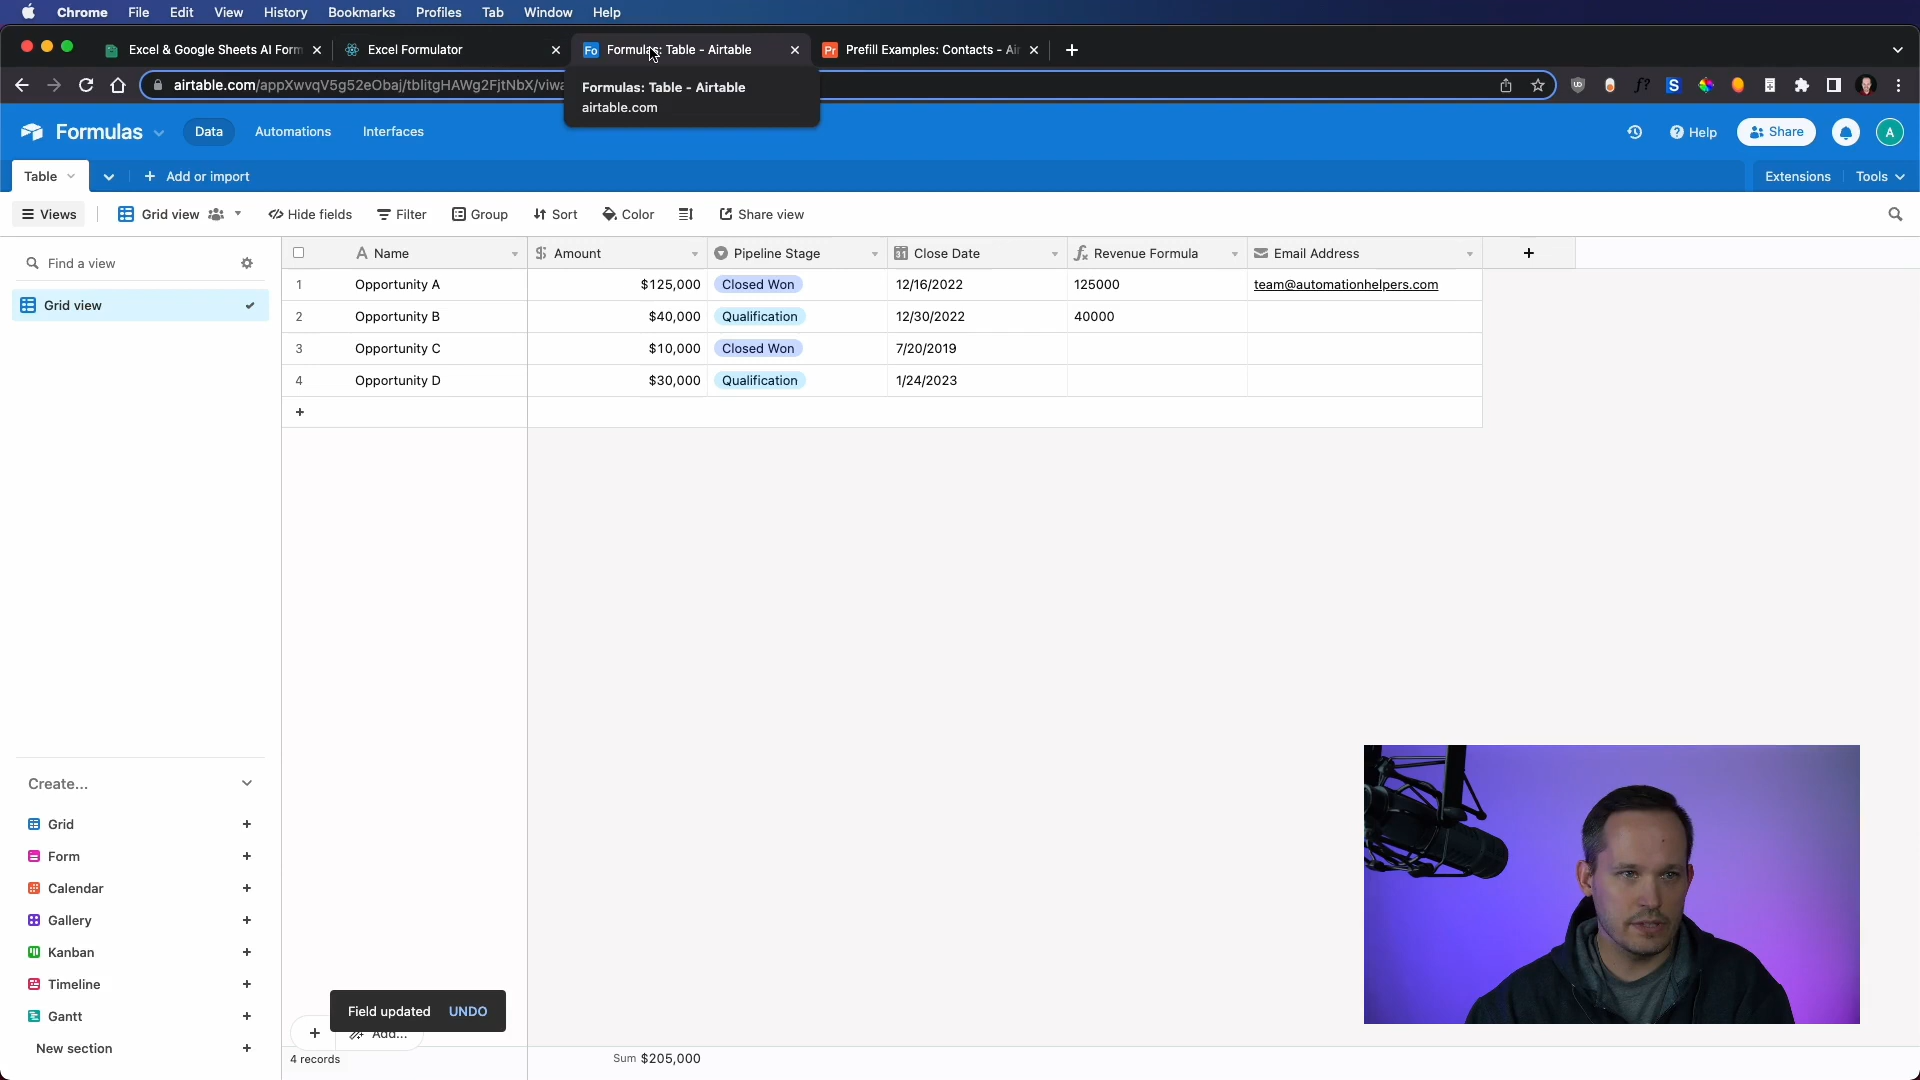 Chrome File Edit View History Bookmarks Profiles Tab Window Help
Excel & Google Sheets AI Form
Excel Formulator
Fo Formulas: Table - Airtable
Pr Prefill Examples: Contacts - Air
airtable.com/appXwvqV5g52eObaj/tblitgHAWg2FjtNbX/viwa
Formulas: Table - Airtable
airtable.com
Formulas Data Automations Interfaces Help Share A
Table Add or import Extensions Tools
Views Grid view Hide fields Filter Group Sort Color Share view
Find a view
Grid view
Name Amount Pipeline Stage Close Date Revenue Formula Email Address
1 Opportunity A $125,000 Closed Won 12/16/2022 125000 team@automationhelpers.com
2 Opportunity B $40,000 Qualification 12/30/2022 40000
3 Opportunity C $10,000 Closed Won 7/20/2019
4 Opportunity D $30,000 Qualification 1/24/2023
Create...
Grid
Form
Calendar
Gallery
Kanban
Timeline
Gantt
New section
Field updated UNDO
Add...
4 records Sum $205,000